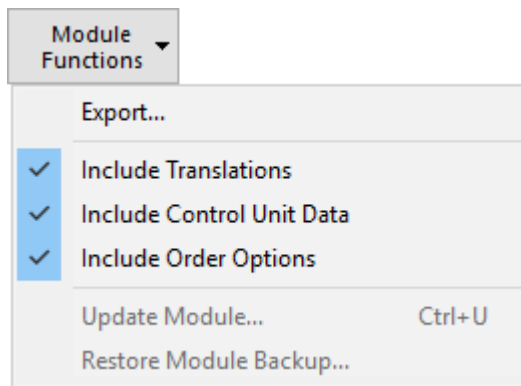 Module
Functions
Export...
Include Translations
Include Control Unit Data
Include Order Options
Update Module... Ctrl+U
Restore Module Backup...